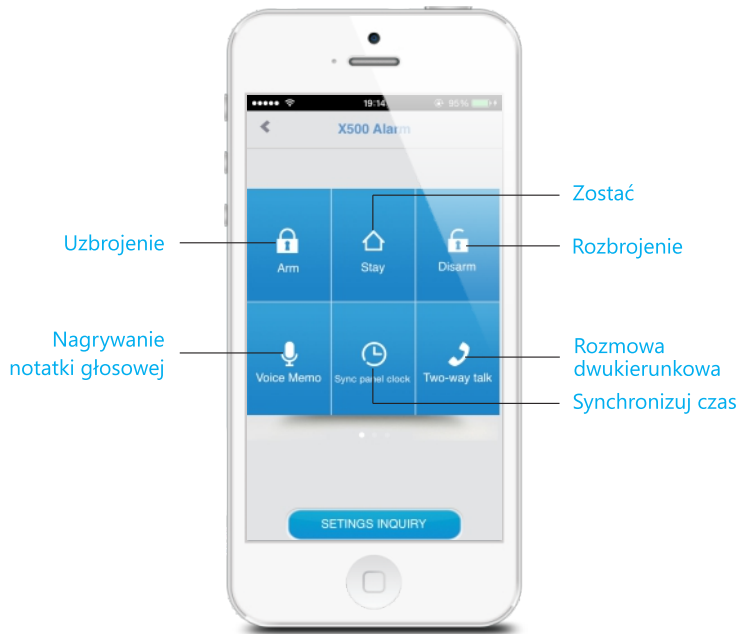 19:14
95%
X500 Alarm
Zostać
Uzbrojenie
Rozbrojenie
Arm
Stay
Disarm
Nagrywanie
notatki głosowej
Rozmowa
dwukierunkowa
Voice Memo
Sync panel clock
Two-way talk
Synchronizuj czas
SETINGS INQUIRY